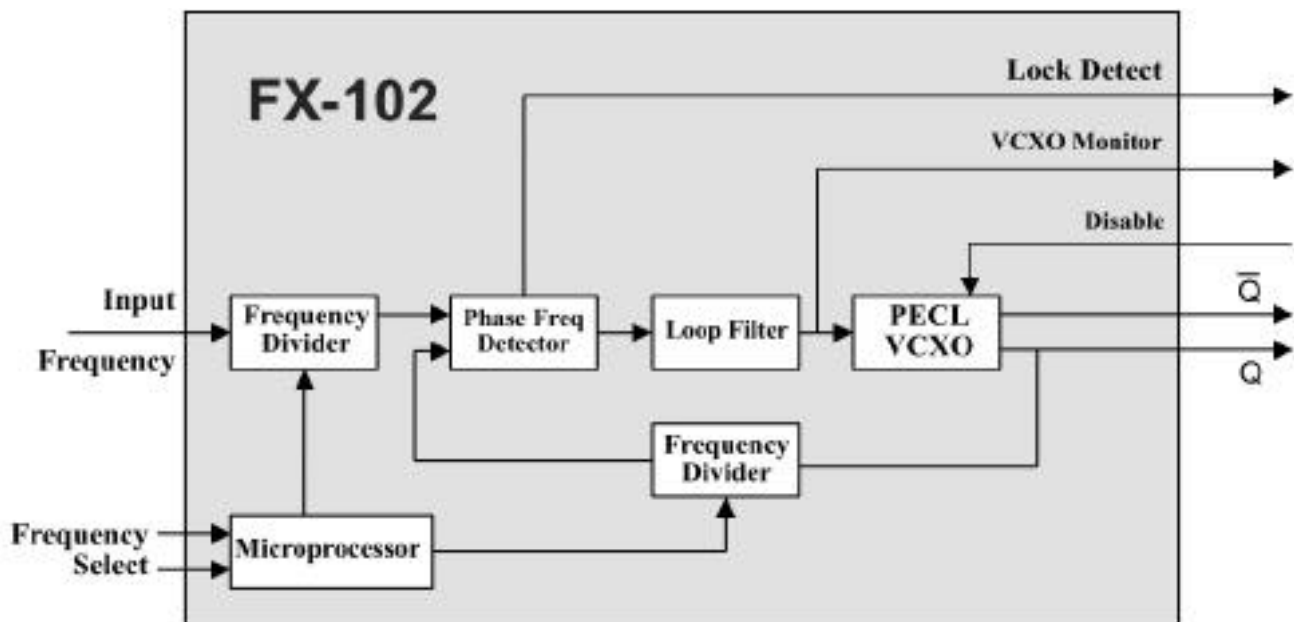 FX-102
Lock Detect
VCXO Monitor
Disable
Q̅
Q
Input
Frequency
Frequency
Divider
Phase Freq
Detector
Loop Filter
PECL
VCXO
Frequency
Divider
Frequency
Select
Microprocessor